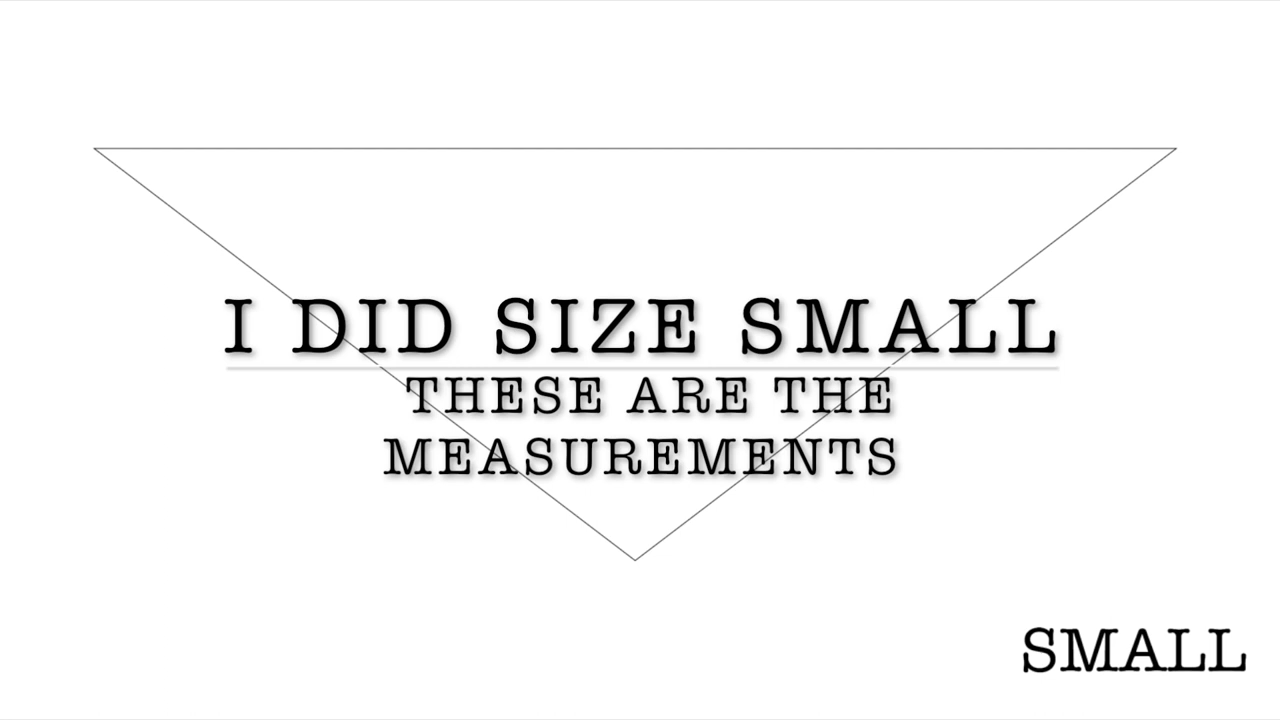 I DID SIZE SMALL
THESE ARE THE
MEASUREMENTS
SMALL